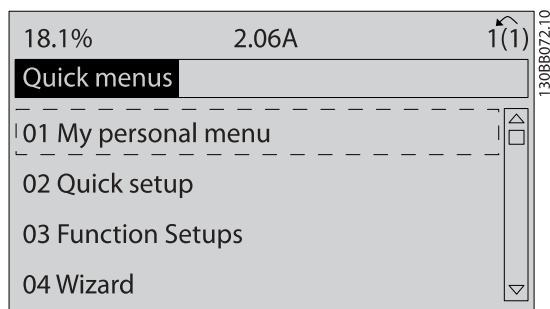 18.1% 2.06A 1(1)
Quick menus
01 My personal menu
02 Quick setup
03 Function Setups
04 Wizard
130BB072.10